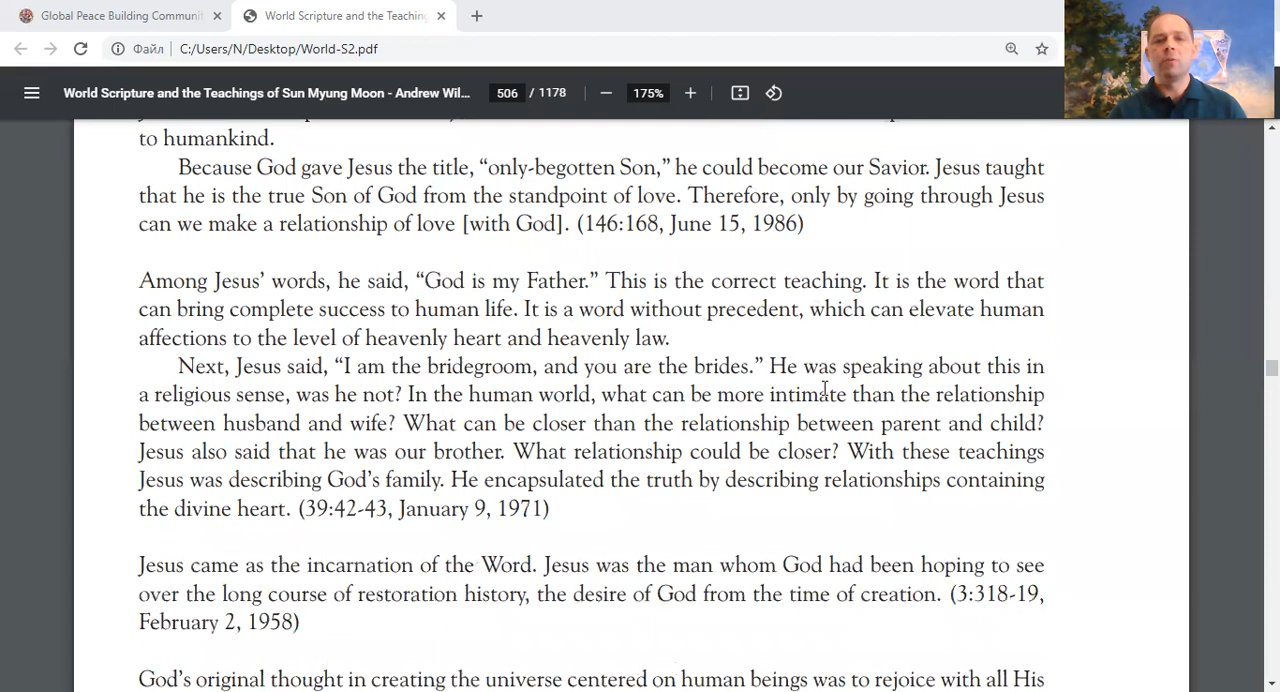 Global Peace Building Communit
World Scripture and the Teaching
Файл
C:/Users/N/Desktop/World-S2.pdf
World Scripture and the Teachings of Sun Myung Moon - Andrew Wil...
506 / 1178
175%
to humankind.
Because God gave Jesus the title, “only-begotten Son,” he could become our Savior. Jesus taught
that he is the true Son of God from the standpoint of love. Therefore, only by going through Jesus
can we make a relationship of love [with God]. (146:168, June 15, 1986)
Among Jesus’ words, he said, “God is my Father.” This is the correct teaching. It is the word that
can bring complete success to human life. It is a word without precedent, which can elevate human
affections to the level of heavenly heart and heavenly law.
Next, Jesus said, “I am the bridegroom, and you are the brides.” He was speaking about this in
a religious sense, was he not? In the human world, what can be more intimate than the relationship
between husband and wife? What can be closer than the relationship between parent and child?
Jesus also said that he was our brother. What relationship could be closer? With these teachings
Jesus was describing God’s family. He encapsulated the truth by describing relationships containing
the divine heart. (39:42-43, January 9, 1971)
Jesus came as the incarnation of the Word. Jesus was the man whom God had been hoping to see
over the long course of restoration history, the desire of God from the time of creation. (3:318-19,
February 2, 1958)
God’s original thought in creating the universe centered on human beings was to rejoice with all His